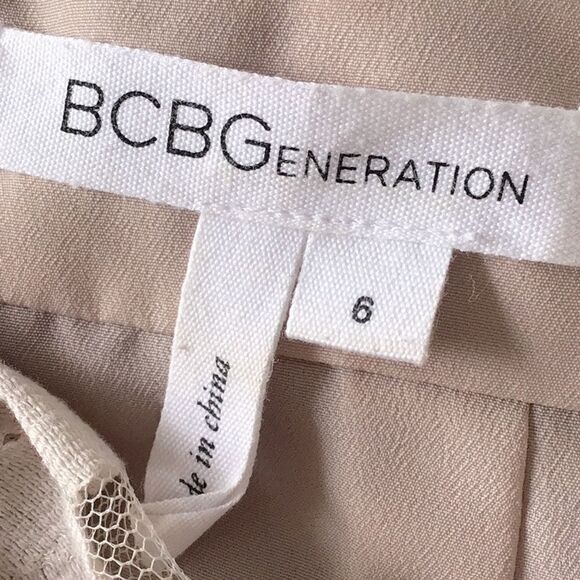 BCBGENERATION
6
de in china